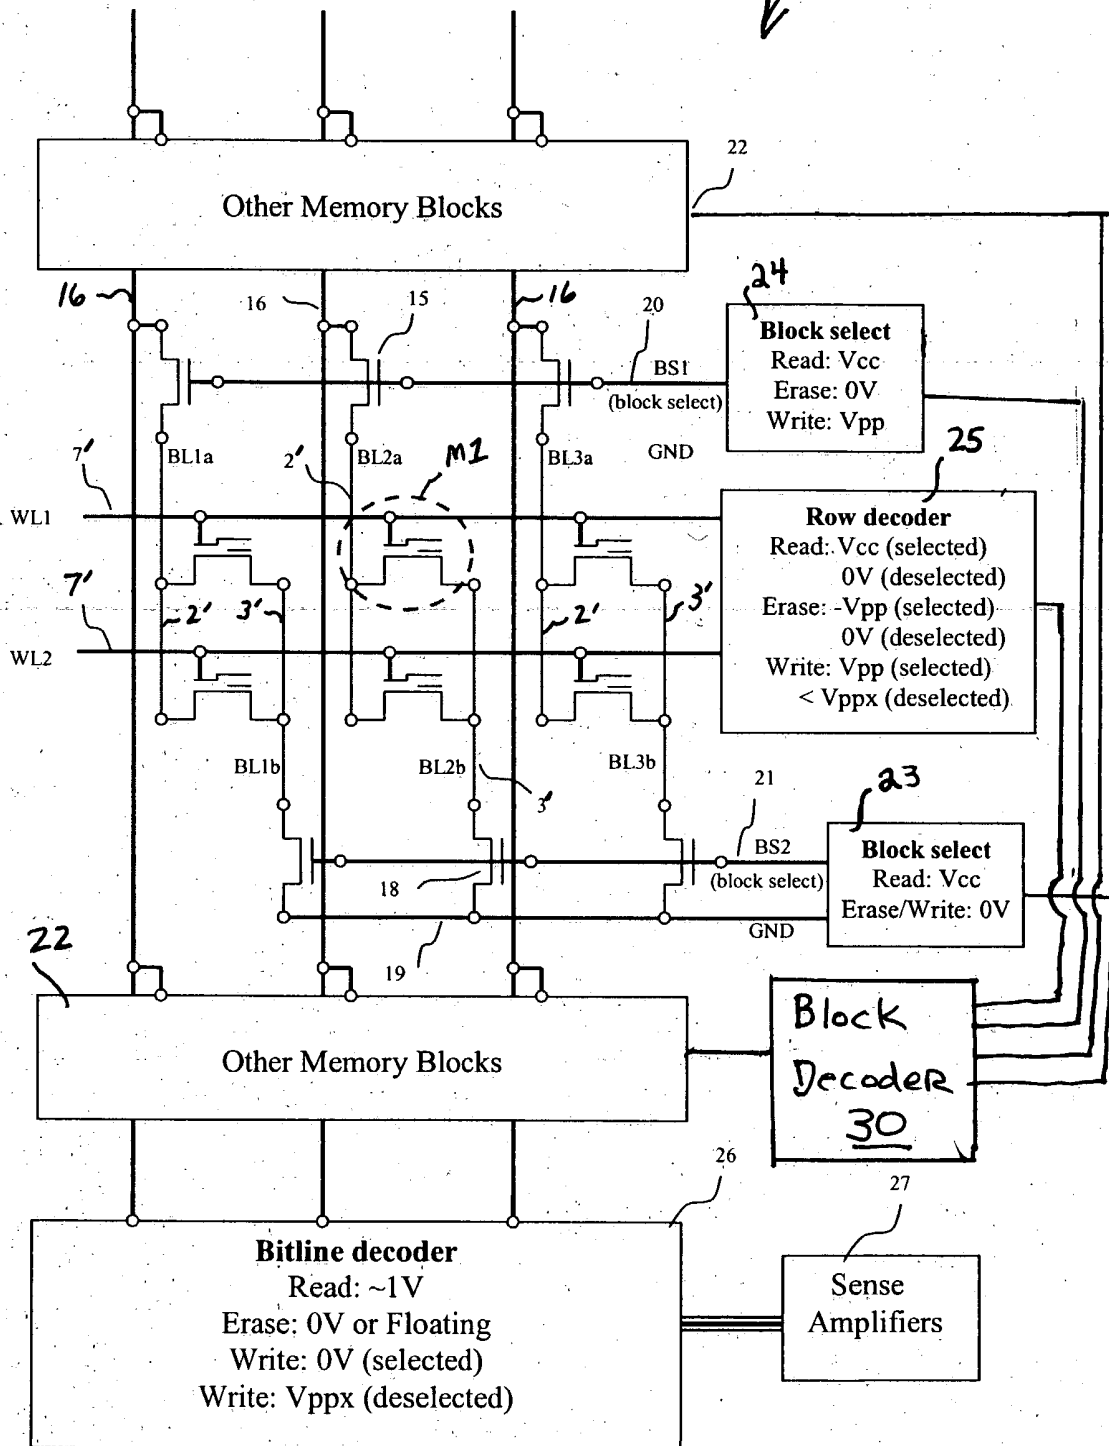 Other Memory Blocks
22
16
16
15
16
20
BS1
(block select)
24
Block select
Read: Vcc
Erase: 0V
Write: Vpp
GND
BL1a
2'
BL2a
M1
BL3a
25
7'
WL1
Row decoder
Read: Vcc (selected)
0V (deselected)
Erase: -Vpp (selected)
0V (deselected)
Write: Vpp (selected)
< Vppx (deselected)
7'
2'
3'
2'
3'
WL2
BL1b
BL2b
BL3b
3'
21
BS2
(block select)
23
Block select
Read: Vcc
Erase/Write: 0V
18
19
GND
22
Other Memory Blocks
Block
Decoder
30
26
Bitline decoder
Read: ~1V
Erase: 0V or Floating
Write: 0V (selected)
Write: Vppx (deselected)
27
Sense
Amplifiers